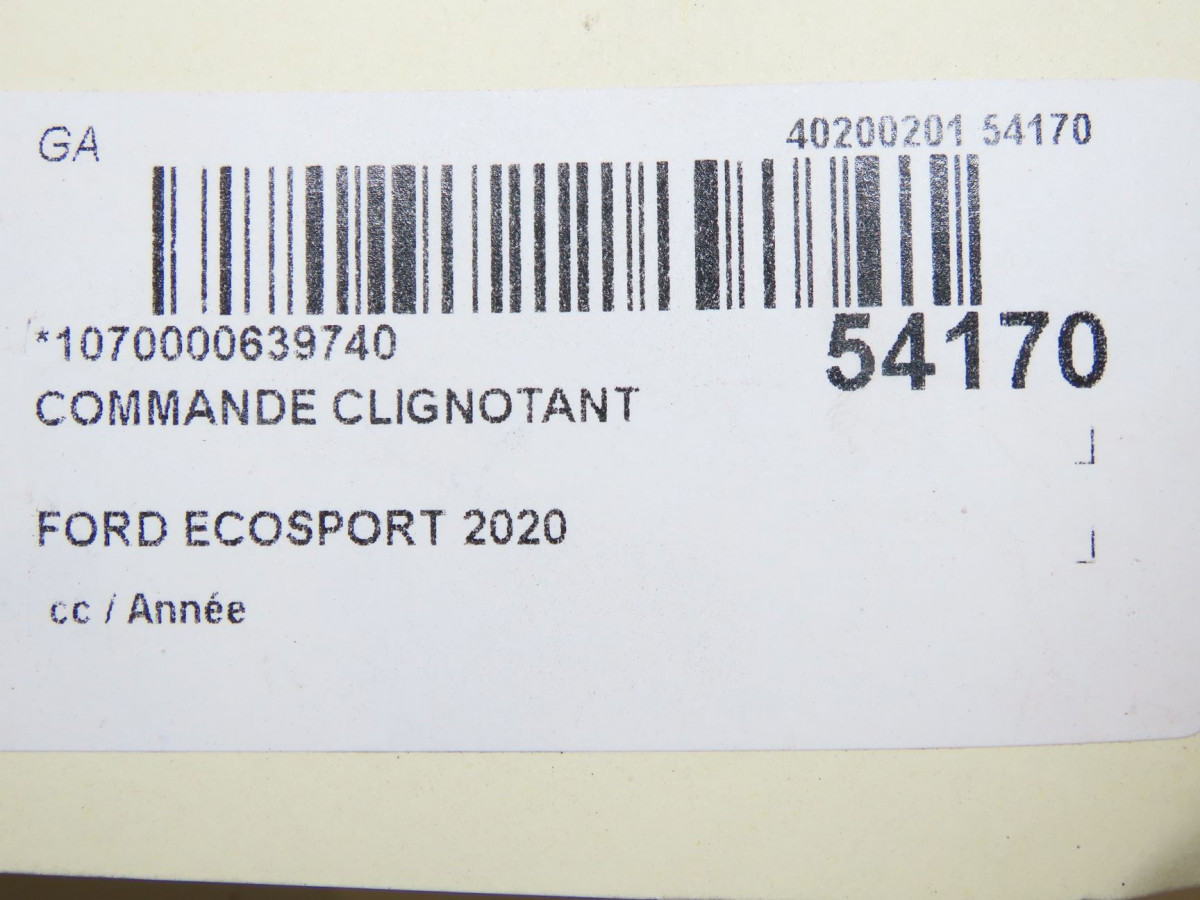 GA
40200201 54170
*1070000639740
54170
COMMANDE CLIGNOTANT
FORD ECOSPORT 2020
cc / Année